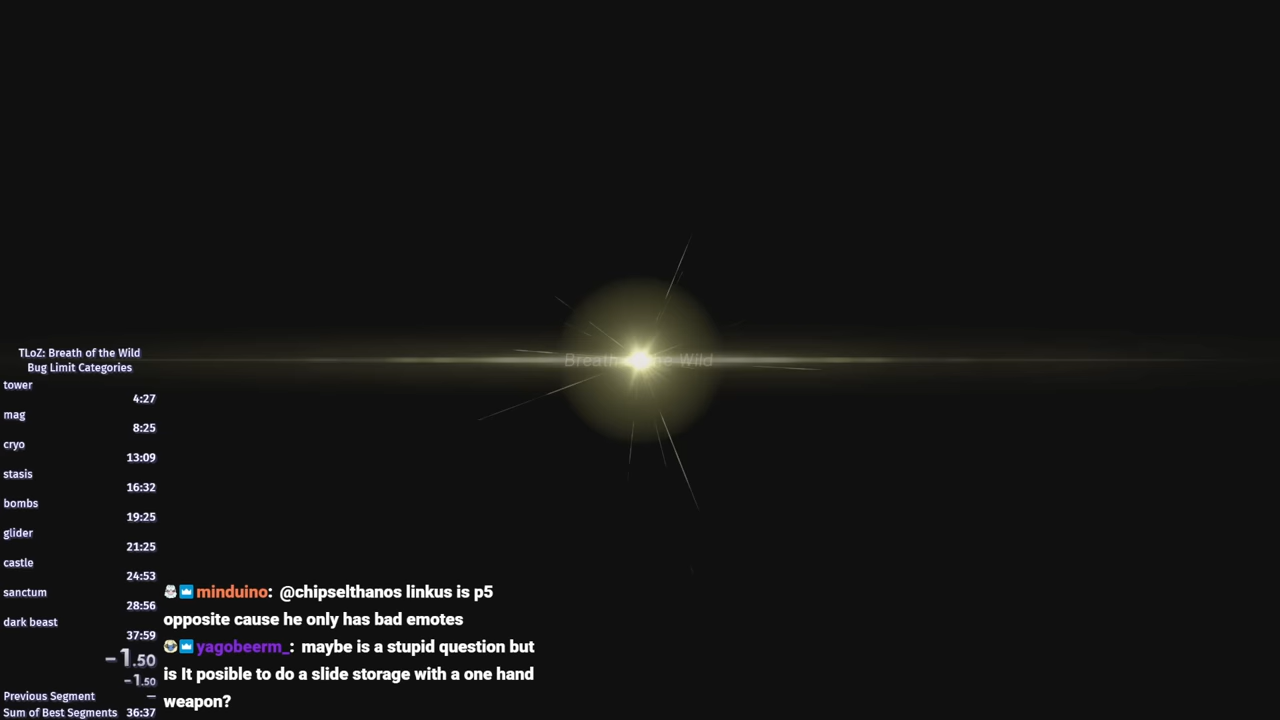 Breath of the Wild
TLoZ: Breath of the Wild
Bug Limit Categories
tower
4:27
mag
8:25
cryo
13:09
stasis
16:32
bombs
19:25
glider
21:25
castle
24:53
sanctum
28:56
dark beast
37:59
−1.50
−1.50
Previous Segment —
Sum of Best Segments 36:37
minduino: @chipselthanos linkus is p5
opposite cause he only has bad emotes
yagobeerm_: maybe is a stupid question but
is It posible to do a slide storage with a one hand
weapon?